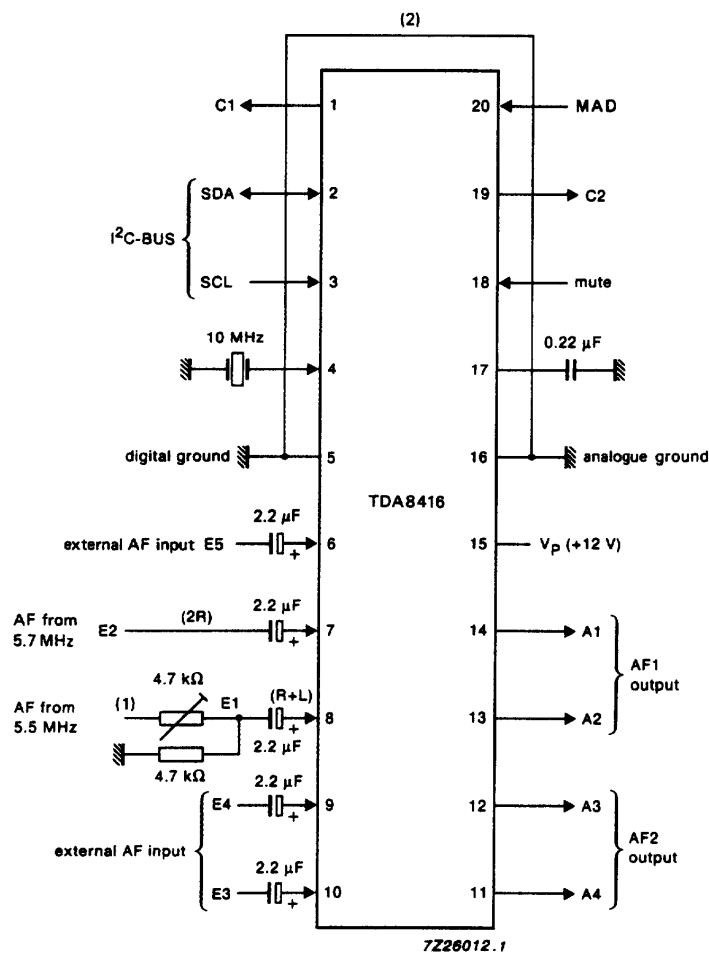 (2)
C1 1 20 MAD
SDA 2 19 C2
I²C-BUS
SCL 3 18 mute
10 MHz 0.22 µF
4 17
digital ground 5 16 analogue ground
TDA8416
2.2 µF
external AF input E5 + 6 15 Vp (+12 V)
AF from
5.7 MHz
E2 (2R) 2.2 µF + 7 14 A1
AF1
output
4.7 kΩ
AF from
5.5 MHz
(1) E1 (R+L) + 8 13 A2
4.7 kΩ 2.2 µF
2.2 µF
E4 + 9 12 A3
external AF input
AF2
output
2.2 µF
E3 + 10 11 A4
7Z26012.1